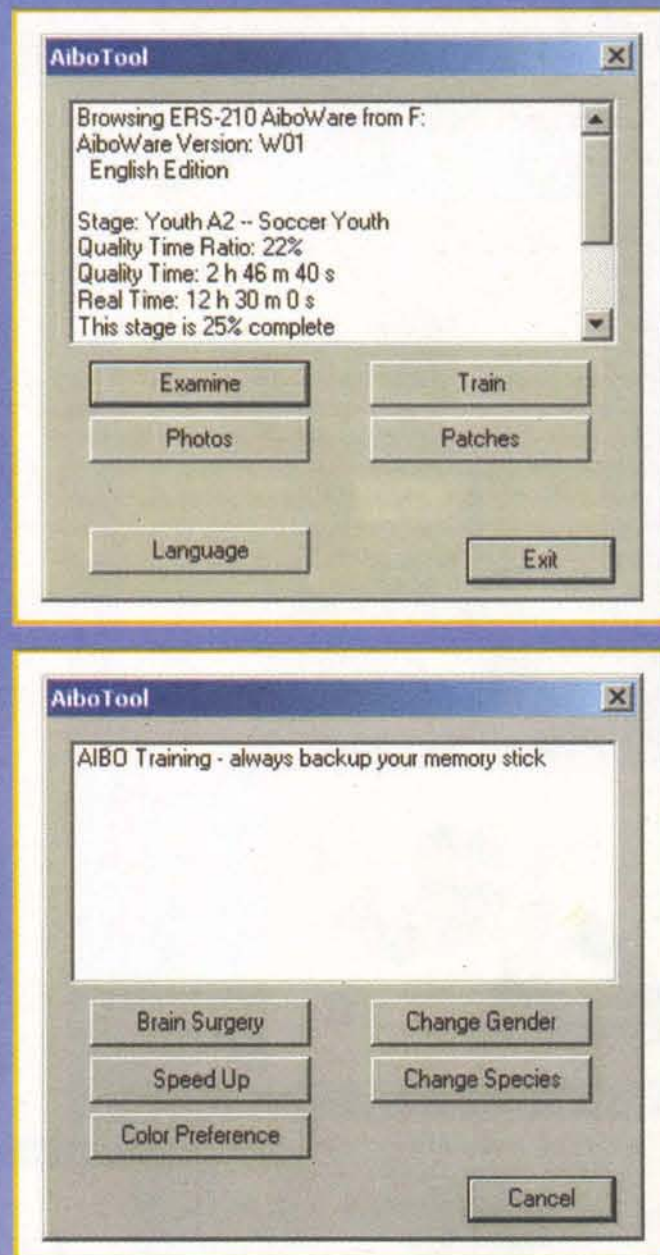 AiboTool
Browsing ERS-210 AiboWare from F:
AiboWare Version: W01
English Edition
Stage: Youth A2 -- Soccer Youth
Quality Time Ratio: 22%
Quality Time: 2 h 46 m 40 s
Real Time: 12 h 30 m 0 s
This stage is 25% complete
Examine
Train
Photos
Patches
Language
Exit
AiboTool
AIBO Training - always backup your memory stick
Brain Surgery
Change Gender
Speed Up
Change Species
Color Preference
Cancel